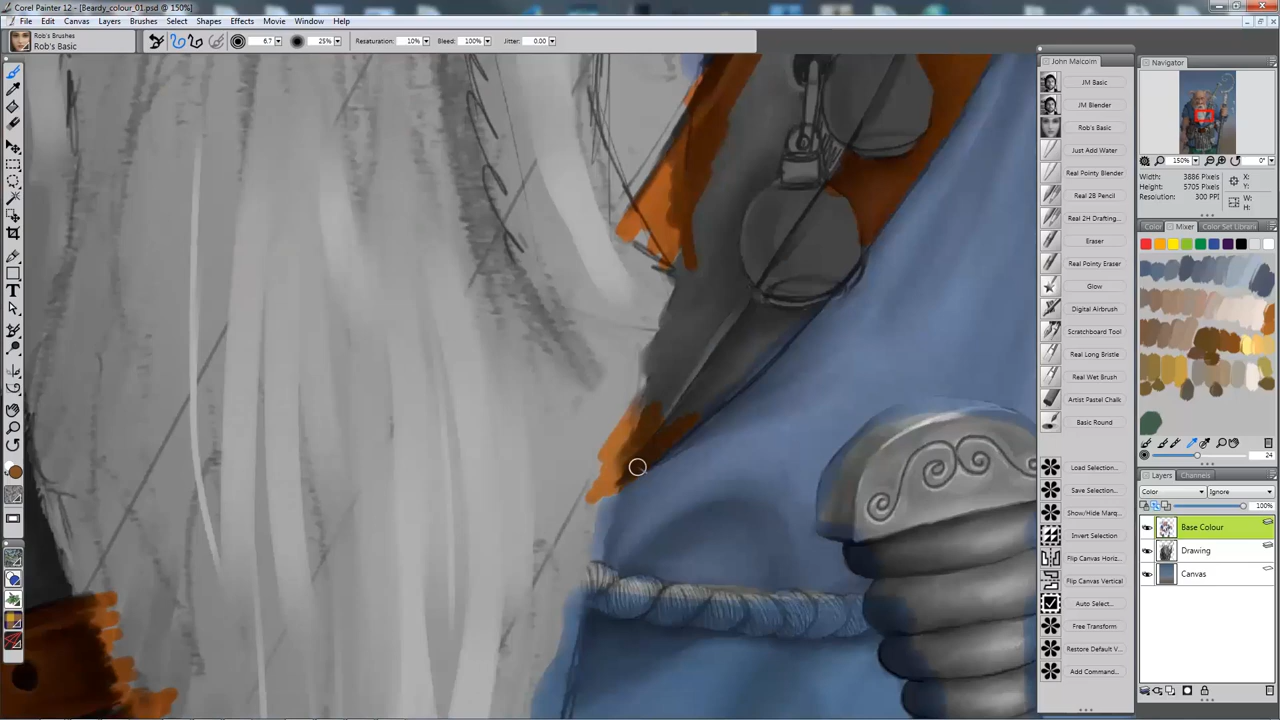 Corel Painter 12 - [Beardy_colour_01.psd @ 150%]
File Edit Canvas Layers Brushes Select Shapes Effects Movie Window Help
Rob's Brushes
Rob's Basic
6.7 25% Resaturation: 10% Bleed: 100% Jitter: 0.00
John Malcolm
JM Basic
JM Blender
Rob's Basic
Just Add Water
Real Pointy Blender
Real 2B Pencil
Real 2H Drafting...
Eraser
Real Pointy Eraser
Glow
Digital Airbrush
Scratchboard Tool
Real Long Bristle
Real Wet Brush
Artist Pastel Chalk
Basic Round
Load Selection...
Save Selection...
Show/Hide Marq...
Invert Selection
Flip Canvas Horiz...
Flip Canvas Vertical
Auto Select...
Free Transform
Restore Default V...
Add Command...
Navigator
150% 0°
Width: 3886 Pixels
Height: 5705 Pixels
Resolution: 300 PPI
X:
Y:
W:
H:
Color Mixer Color Set Librari
24
Layers Channels
Color Ignore
100%
Base Colour
Drawing
Canvas